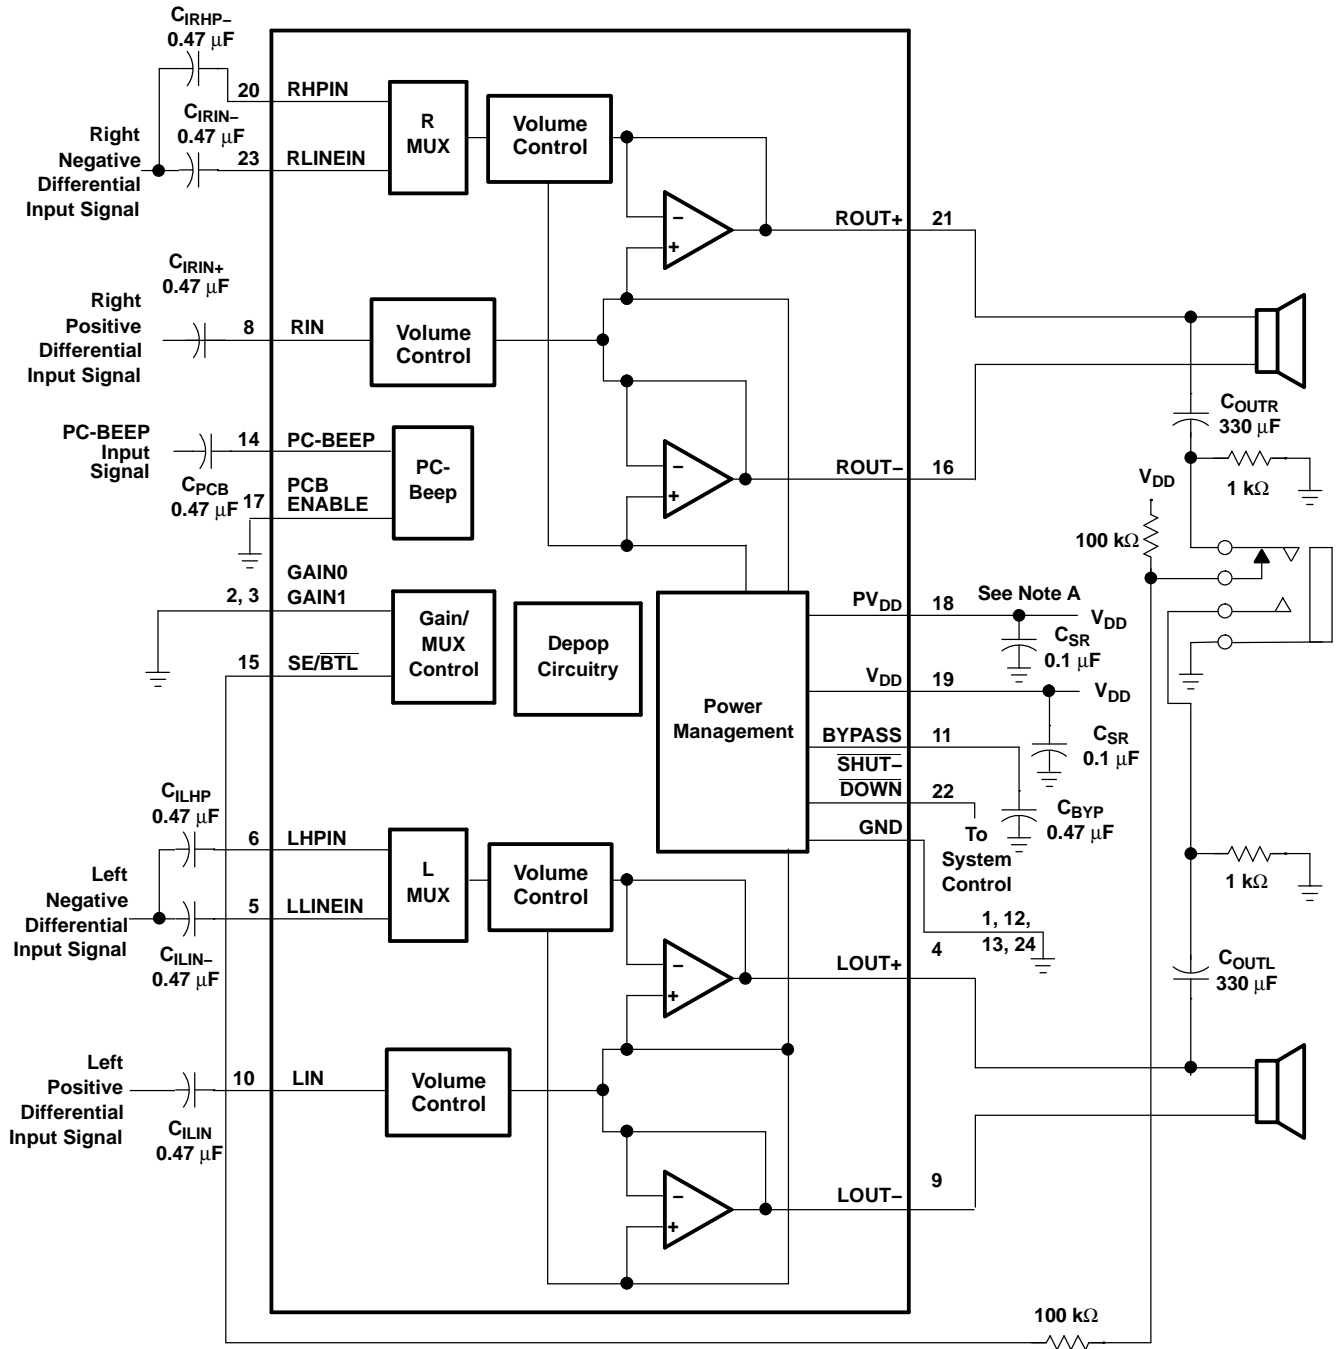 CIRHP–
0.47 μF
20
RHPIN
CIRIN–
0.47 μF
23
RLINEIN
Right
Negative
Differential
Input Signal
R
MUX
Volume
Control
–
+
ROUT+
21
CIRIN+
0.47 μF
Right
Positive
Differential
Input Signal
8
RIN
Volume
Control
–
+
ROUT–
16
PC-BEEP
Input
Signal
14
PC-BEEP
CPCB
0.47 μF
17
PCB
ENABLE
PC-
Beep
COUTR
330 μF
1 kΩ
VDD
100 kΩ
2, 3
GAIN0
GAIN1
15
SE/BTL
Gain/
MUX
Control
Depop
Circuitry
Power
Management
PVDD
18
See Note A
VDD
CSR
0.1 μF
VDD
19
VDD
CSR
0.1 μF
BYPASS
11
SHUT–
DOWN
22
CBYP
0.47 μF
To
System
Control
GND
1, 12,
13, 24
CILHP
0.47 μF
6
LHPIN
Left
Negative
Differential
Input Signal
5
LLINEIN
CILIN–
0.47 μF
L
MUX
Volume
Control
–
+
LOUT+
4
1 kΩ
COUTL
330 μF
Left
Positive
Differential
Input Signal
10
LIN
CILIN
0.47 μF
Volume
Control
–
+
LOUT–
9
100 kΩ